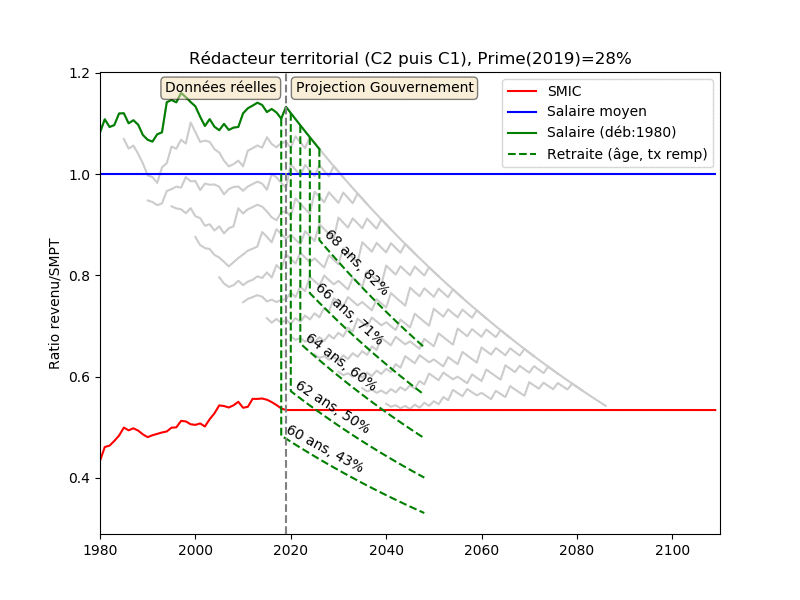 Rédacteur territorial (C2 puis C1), Prime(2019)=28%
Données réelles
Projection Gouvernement
SMIC
Salaire moyen
Salaire (déb:1980)
Retraite (âge, tx remp)
Ratio revenu/SMPT
1.2
1.0
0.8
0.6
0.4
68 ans, 82%
66 ans, 71%
64 ans, 60%
62 ans, 50%
60 ans, 43%
1980
2000
2020
2040
2060
2080
2100